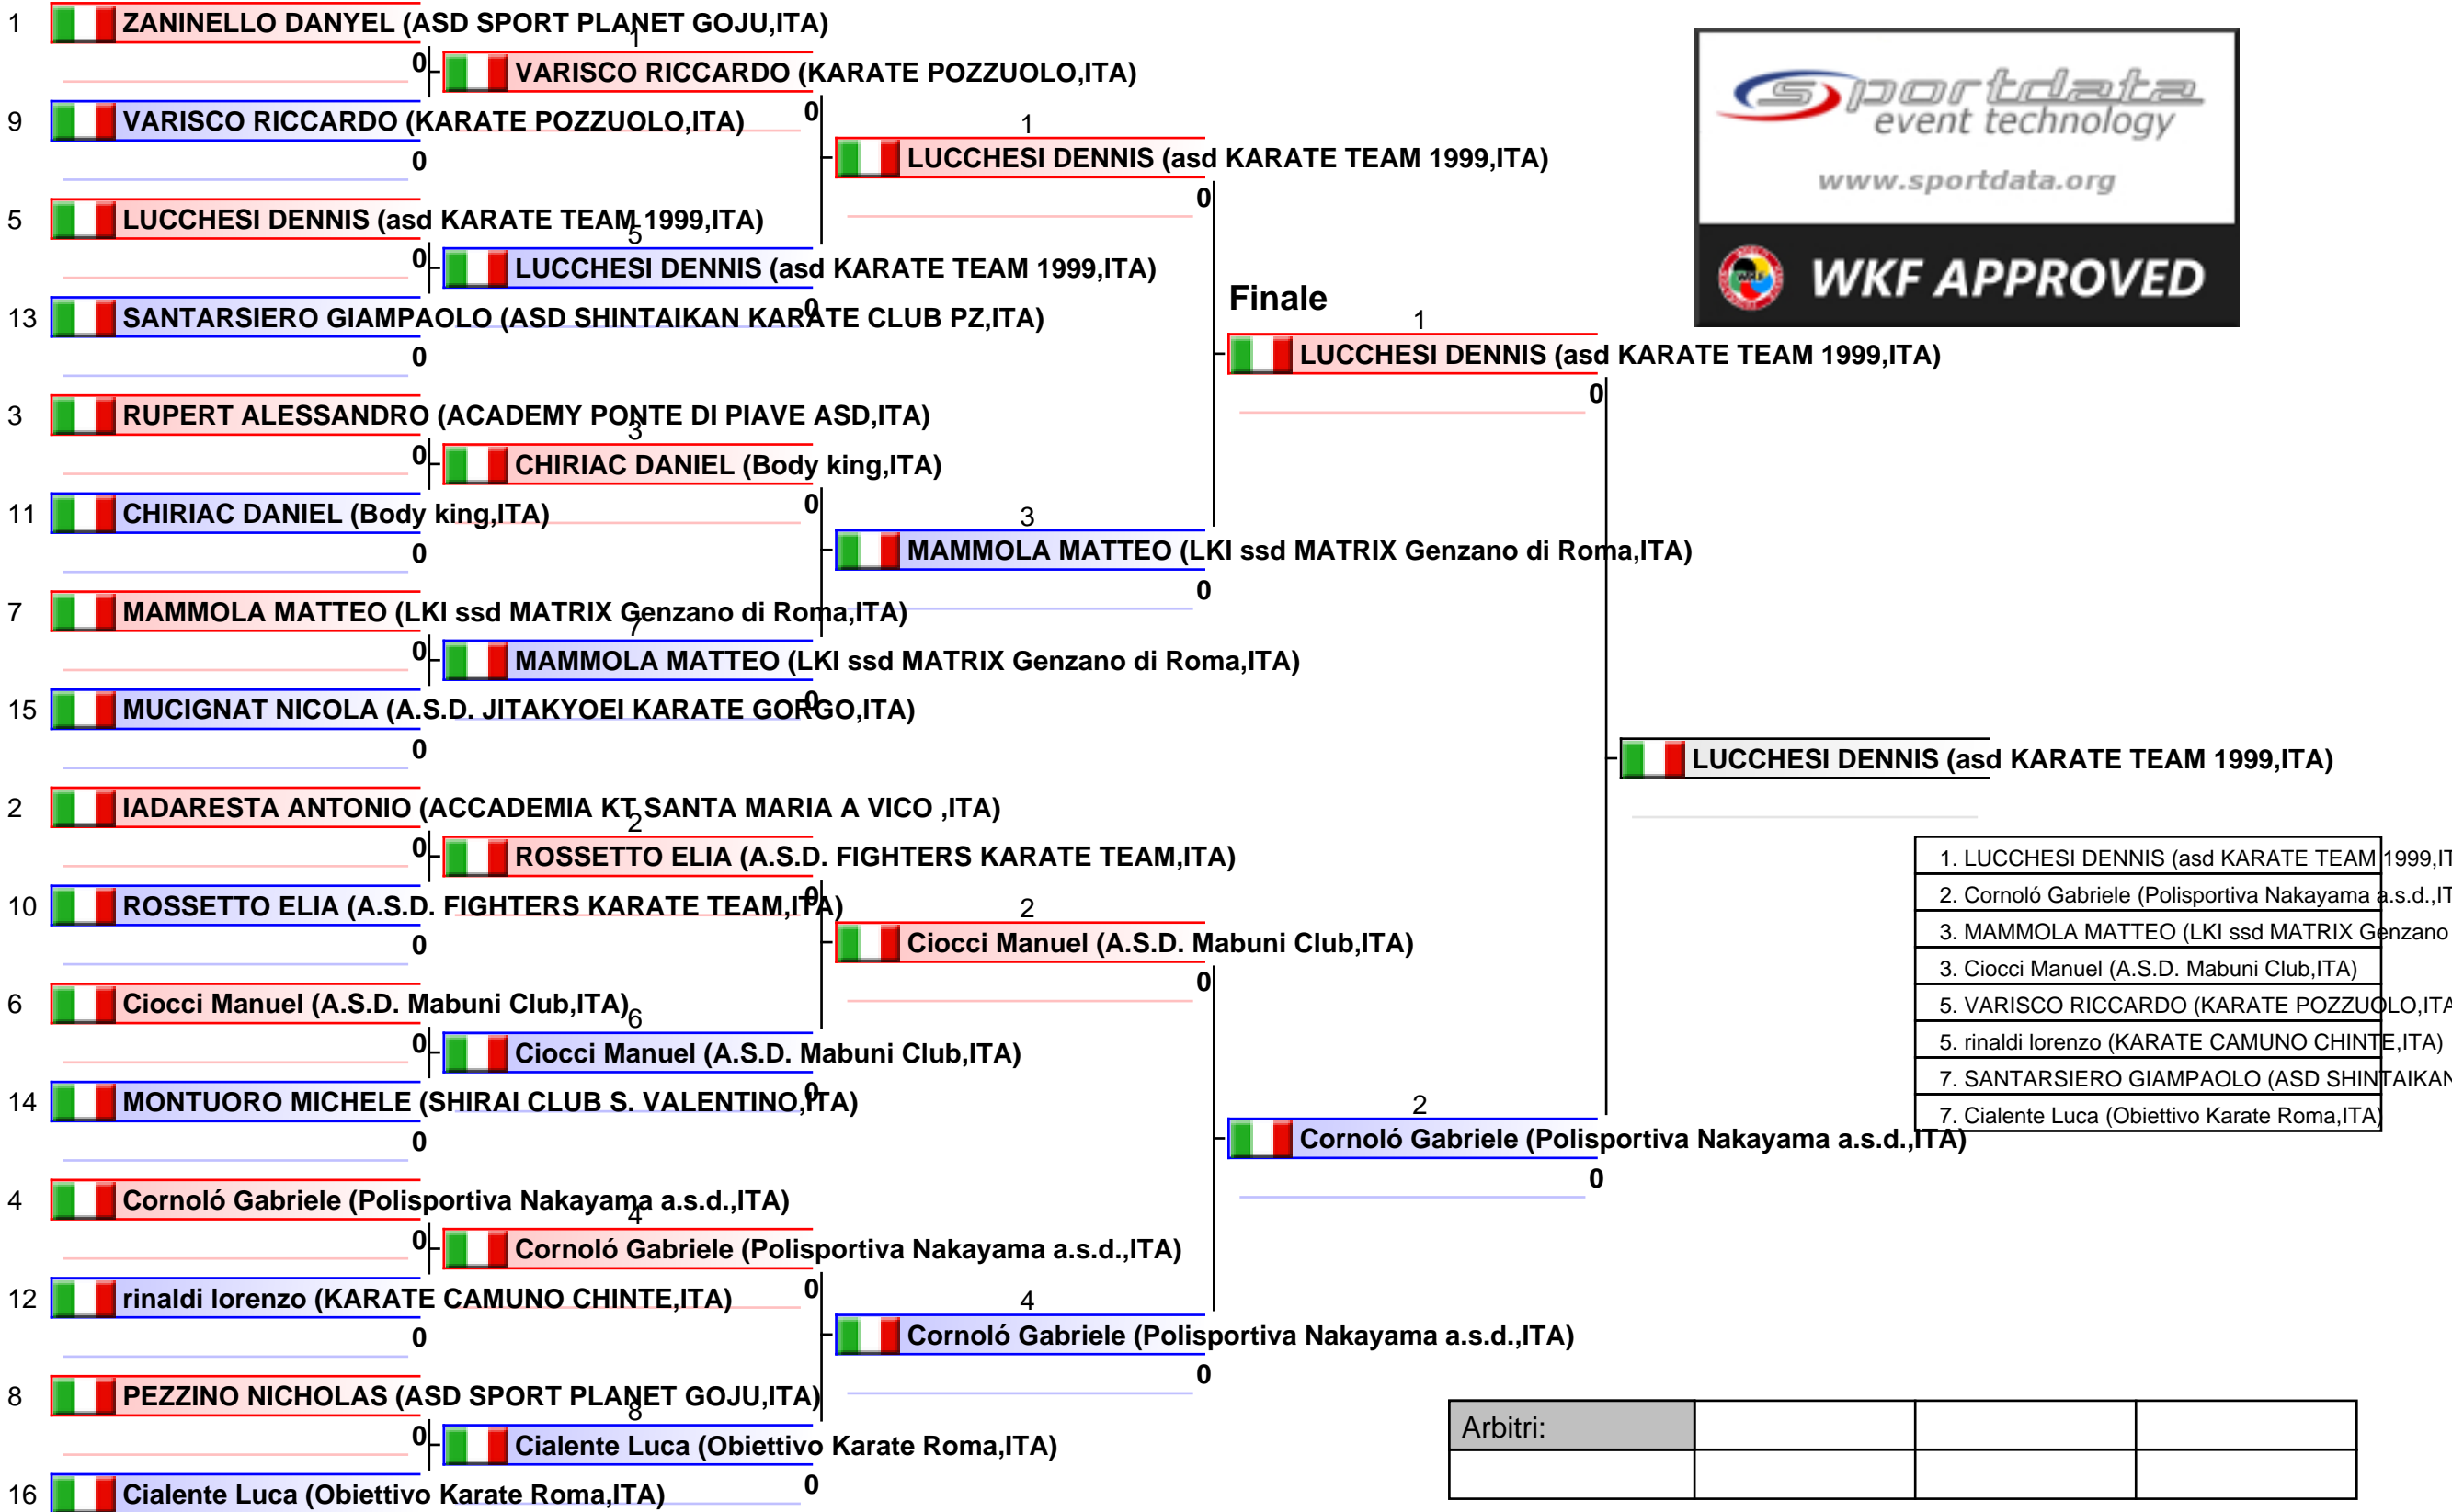 1 ZANINELLO DANYEL (ASD SPORT PLANET GOJU,ITA)
0
9 VARISCO RICCARDO (KARATE POZZUOLO,ITA)
0
5 LUCCHESI DENNIS (asd KARATE TEAM 1999,ITA)
0
13 SANTARSIERO GIAMPAOLO (ASD SHINTAIKAN KARATE CLUB PZ,ITA)
0
3 RUPERT ALESSANDRO (ACADEMY PONTE DI PIAVE ASD,ITA)
0
11 CHIRIAC DANIEL (Body king,ITA)
0
7 MAMMOLA MATTEO (LKI ssd MATRIX Genzano di Roma,ITA)
0
15 MUCIGNAT NICOLA (A.S.D. JITAKYOEI KARATE GORGO,ITA)
0
2 IADARESTA ANTONIO (ACCADEMIA KT SANTA MARIA A VICO ,ITA)
0
10 ROSSETTO ELIA (A.S.D. FIGHTERS KARATE TEAM,ITA)
0
6 Ciocci Manuel (A.S.D. Mabuni Club,ITA)
0
14 MONTUORO MICHELE (SHIRAI CLUB S. VALENTINO,ITA)
0
4 Cornoló Gabriele (Polisportiva Nakayama a.s.d.,ITA)
0
12 rinaldi lorenzo (KARATE CAMUNO CHINTE,ITA)
0
8 PEZZINO NICHOLAS (ASD SPORT PLANET GOJU,ITA)
0
16 Cialente Luca (Obiettivo Karate Roma,ITA)
1
VARISCO RICCARDO (KARATE POZZUOLO,ITA)
0
5
LUCCHESI DENNIS (asd KARATE TEAM 1999,ITA)
0
3
CHIRIAC DANIEL (Body king,ITA)
0
7
MAMMOLA MATTEO (LKI ssd MATRIX Genzano di Roma,ITA)
0
2
ROSSETTO ELIA (A.S.D. FIGHTERS KARATE TEAM,ITA)
0
6
Ciocci Manuel (A.S.D. Mabuni Club,ITA)
0
4
Cornoló Gabriele (Polisportiva Nakayama a.s.d.,ITA)
0
8
Cialente Luca (Obiettivo Karate Roma,ITA)
0
1
LUCCHESI DENNIS (asd KARATE TEAM 1999,ITA)
0
3
MAMMOLA MATTEO (LKI ssd MATRIX Genzano di Roma,ITA)
0
2
Ciocci Manuel (A.S.D. Mabuni Club,ITA)
0
4
Cornoló Gabriele (Polisportiva Nakayama a.s.d.,ITA)
0
Finale
1
LUCCHESI DENNIS (asd KARATE TEAM 1999,ITA)
0
2
Cornoló Gabriele (Polisportiva Nakayama a.s.d.,ITA)
0
LUCCHESI DENNIS (asd KARATE TEAM 1999,ITA)
sportdata
event technology
www.sportdata.org
WKF APPROVED
1. LUCCHESI DENNIS (asd KARATE TEAM 1999,IT
2. Cornoló Gabriele (Polisportiva Nakayama a.s.d.,IT
3. MAMMOLA MATTEO (LKI ssd MATRIX Genzano
3. Ciocci Manuel (A.S.D. Mabuni Club,ITA)
5. VARISCO RICCARDO (KARATE POZZUOLO,ITA
5. rinaldi lorenzo (KARATE CAMUNO CHINTE,ITA)
7. SANTARSIERO GIAMPAOLO (ASD SHINTAIKAN
7. Cialente Luca (Obiettivo Karate Roma,ITA)
Arbitri: